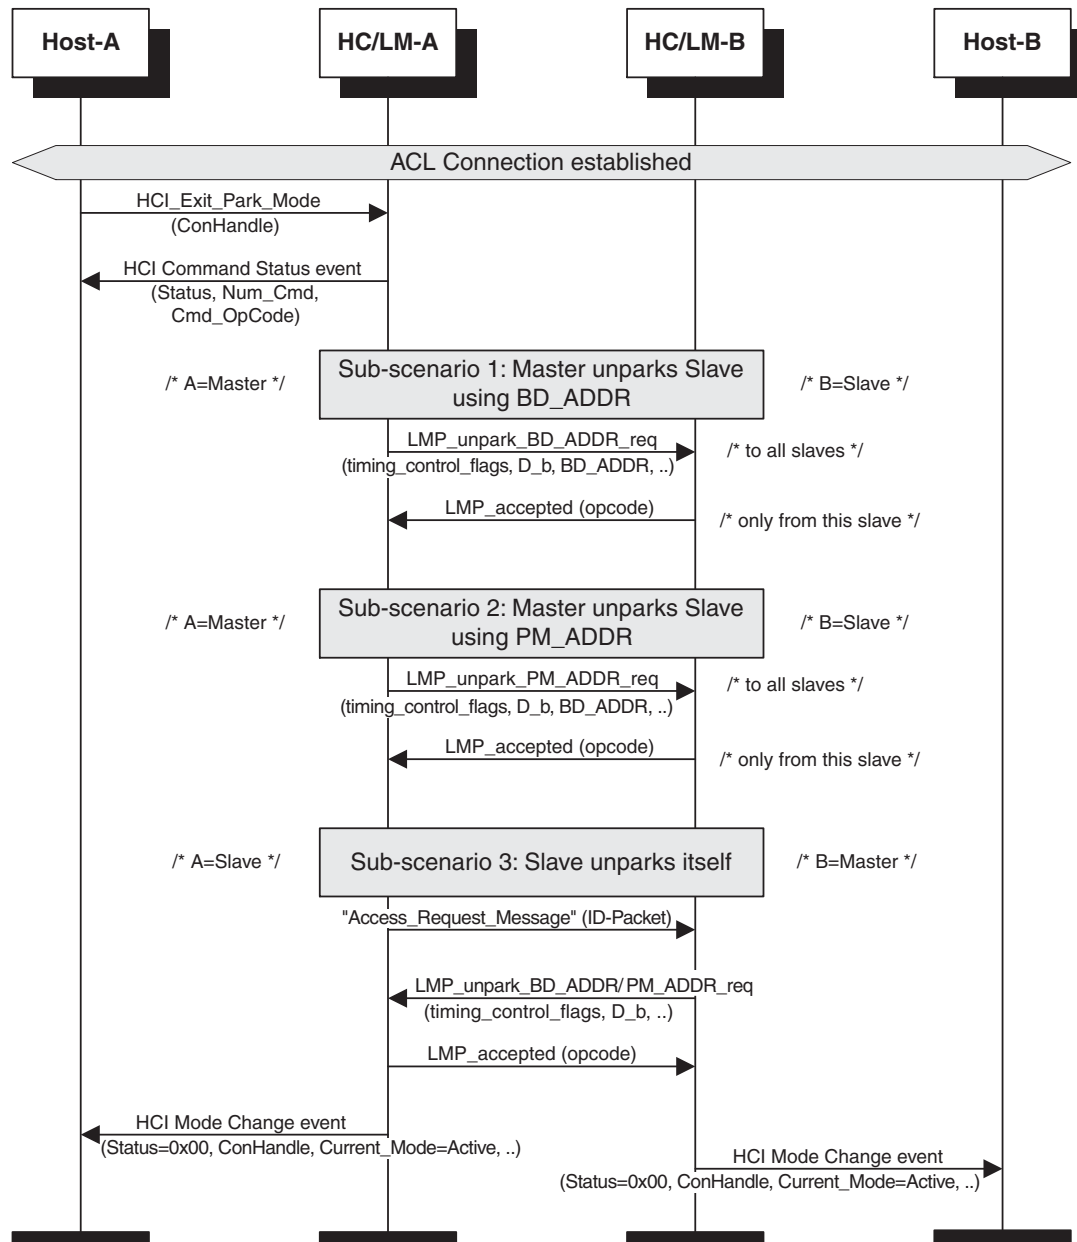 Host-A
HC/LM-A
HC/LM-B
Host-B
ACL Connection established
HCI_Exit_Park_Mode
(ConHandle)
HCI Command Status event
(Status, Num_Cmd,
Cmd_OpCode)
/* A=Master */
Sub-scenario 1: Master unparks Slave
using BD_ADDR
/* B=Slave */
LMP_unpark_BD_ADDR_req
(timing_control_flags, D_b, BD_ADDR, ..)
/* to all slaves */
LMP_accepted (opcode)
/* only from this slave */
/* A=Master */
Sub-scenario 2: Master unparks Slave
using PM_ADDR
/* B=Slave */
LMP_unpark_PM_ADDR_req
(timing_control_flags, D_b, BD_ADDR, ..)
/* to all slaves */
LMP_accepted (opcode)
/* only from this slave */
/* A=Slave */
Sub-scenario 3: Slave unparks itself
/* B=Master */
"Access_Request_Message" (ID-Packet)
LMP_unpark_BD_ADDR/ PM_ADDR_req
(timing_control_flags, D_b, ..)
LMP_accepted (opcode)
HCI Mode Change event
(Status=0x00, ConHandle, Current_Mode=Active, ..)
HCI Mode Change event
(Status=0x00, ConHandle, Current_Mode=Active, ..)